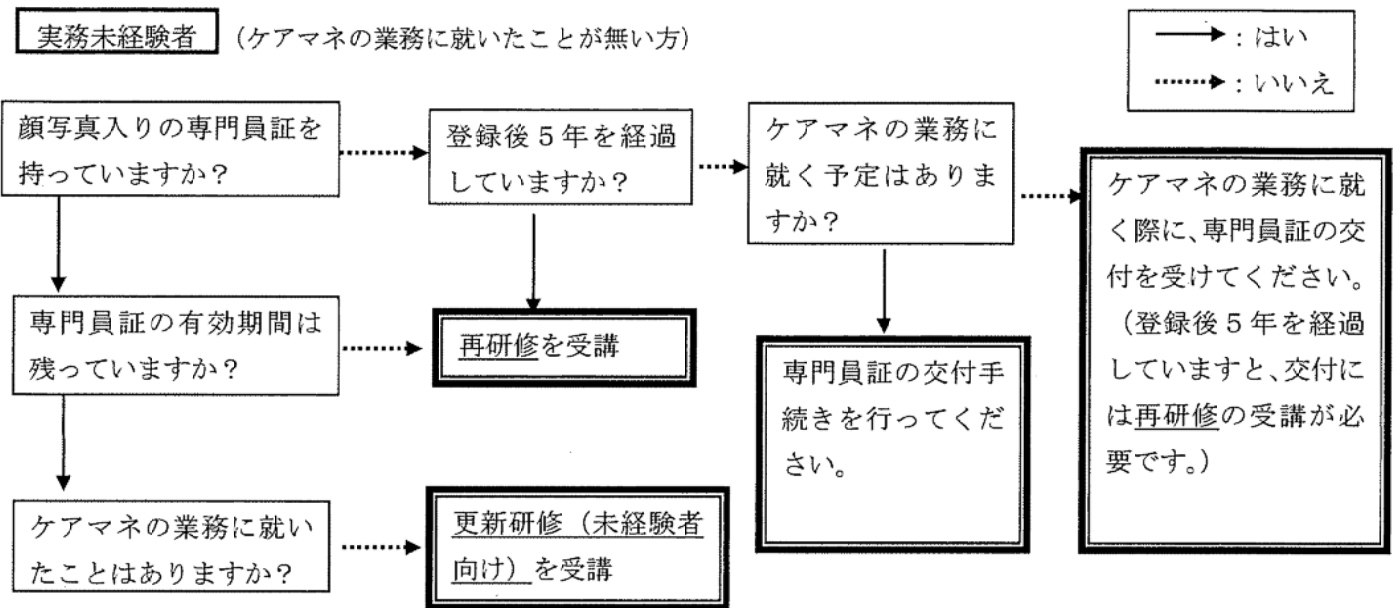 実務未経験者 (ケアマネの業務に就いたことが無い方)
：はい
：いいえ
顔写真入りの専門員証を
持っていますか？
登録後５年を経過
していますか？
ケアマネの業務に
就く予定はありま
すか？
ケアマネの業務に就
く際に、専門員証の交
付を受けてください。
（登録後５年を経過
していますと、交付に
は再研修の受講が必
要です。）
専門員証の有効期間は
残っていますか？
再研修を受講
専門員証の交付手
続きを行ってくだ
さい。
ケアマネの業務に就い
たことはありますか？
更新研修（未経験者
向け）を受講